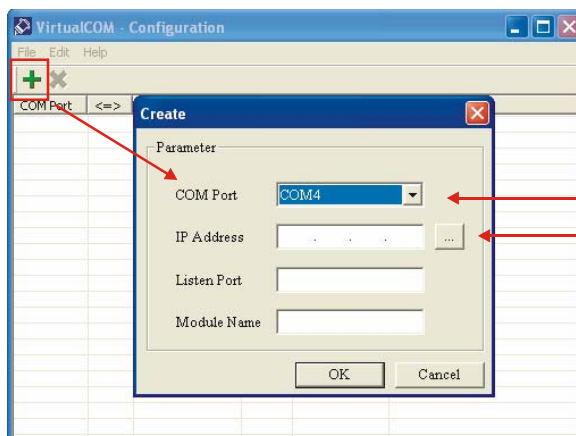 VirtualCOM - Configuration
File Edit Help
COM Port <=>
Create
Parameter
COM Port COM4
IP Address . . . ...
Listen Port
Module Name
OK Cancel